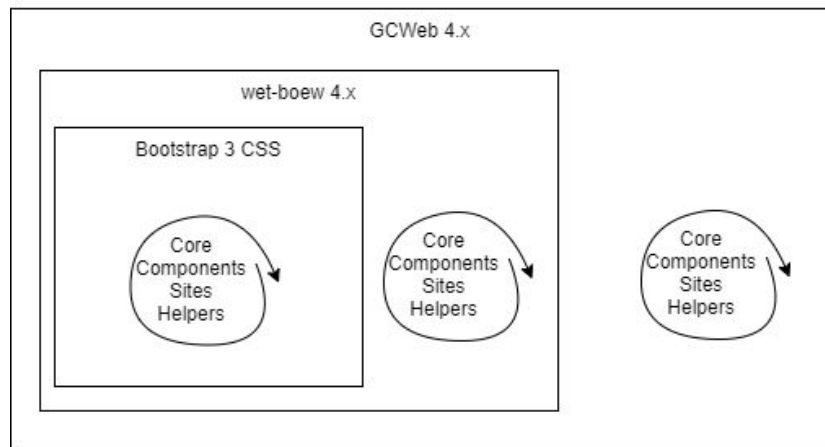 GCWeb 4.x
wet-boew 4.x
Bootstrap 3 CSS
Core
Components
Sites
Helpers
Core
Components
Sites
Helpers
Core
Components
Sites
Helpers